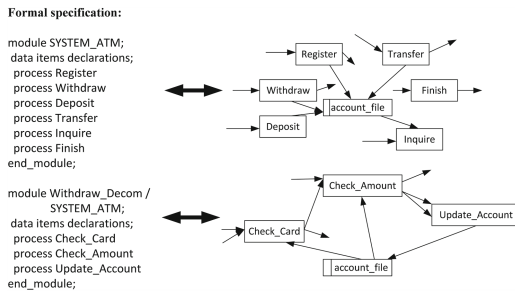 Formal specification:
module SYSTEM_ATM;
data items declarations;
process Register
process Withdraw
process Deposit
process Transfer
process Inquire
process Finish
end_module;
Register
Transfer
Withdraw
Finish
account_file
Deposit
Inquire
module Withdraw_Decom /
SYSTEM_ATM;
data items declarations;
process Check_Card
process Check_Amount
process Update_Account
end_module;
Check_Amount
Update_Account
Check_Card
account_file